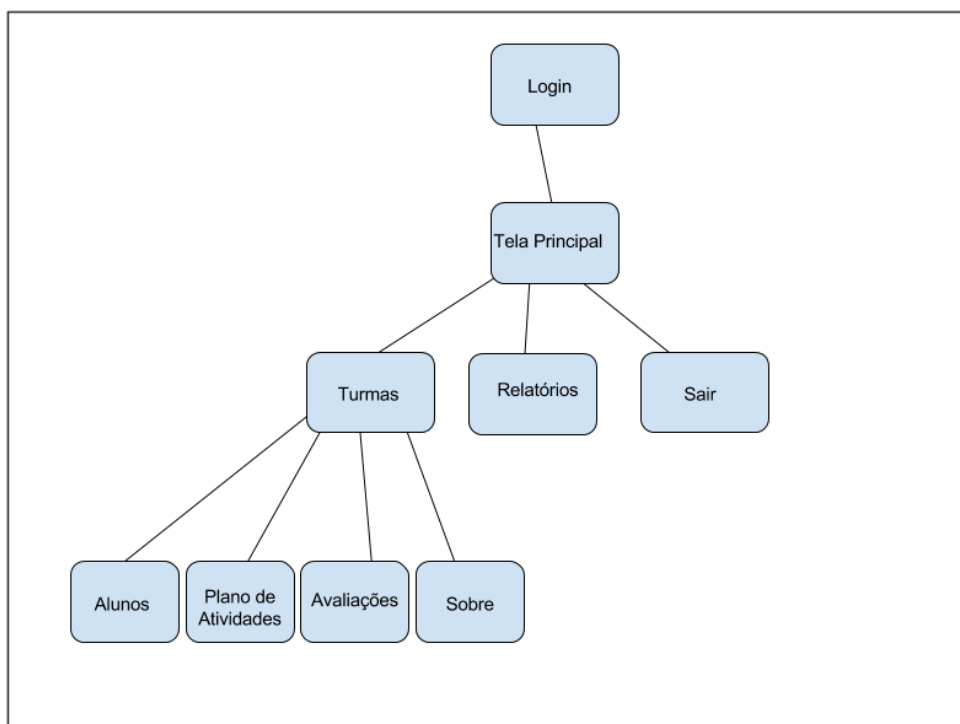 Login
Tela Principal
Turmas
Relatórios
Sair
Alunos
Plano de
Atividades
Avaliações
Sobre